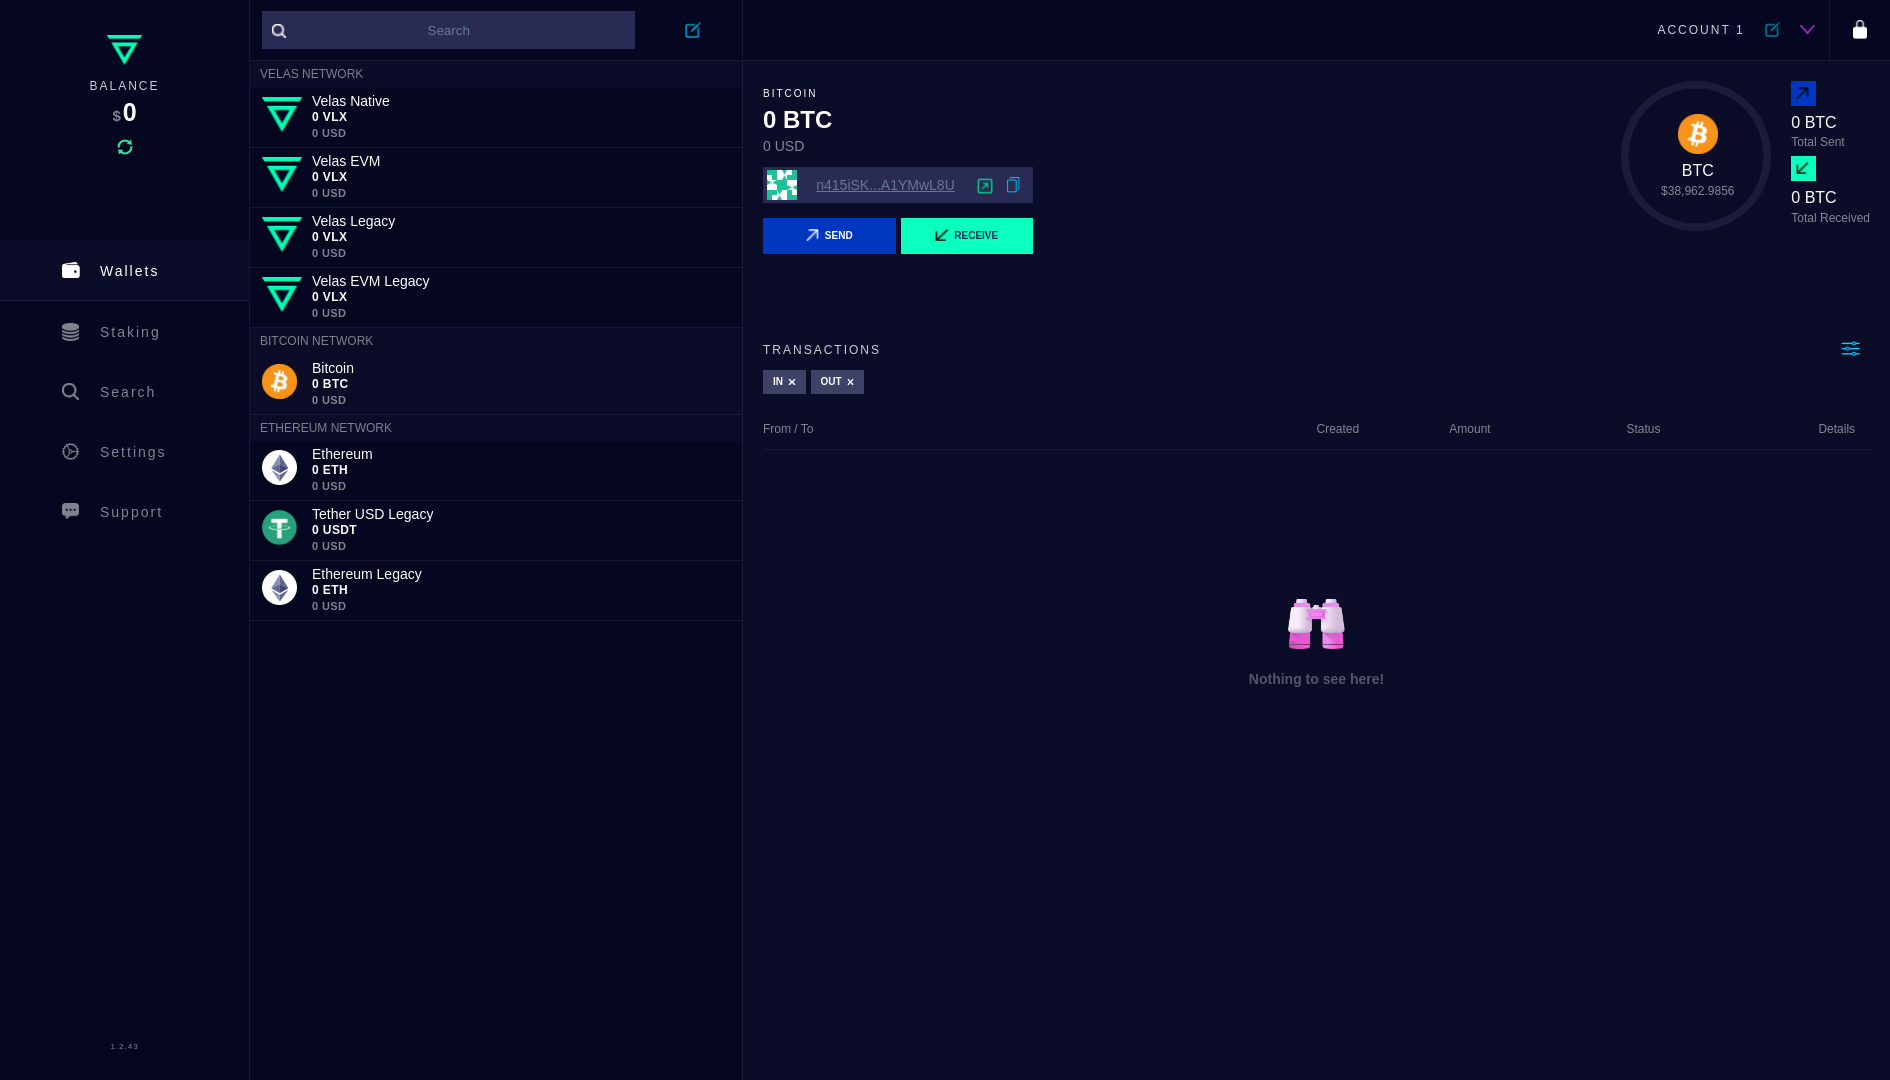 BALANCE
$0
Wallets
Staking
Search
Settings
Support
1.2.43
Search
VELAS NETWORK
Velas Native
0 VLX
0 USD
Velas EVM
0 VLX
0 USD
Velas Legacy
0 VLX
0 USD
Velas EVM Legacy
0 VLX
0 USD
BITCOIN NETWORK
Bitcoin
0 BTC
0 USD
ETHEREUM NETWORK
Ethereum
0 ETH
0 USD
Tether USD Legacy
0 USDT
0 USD
Ethereum Legacy
0 ETH
0 USD
ACCOUNT 1
BITCOIN
0 BTC
0 USD
n415iSK...A1YMwL8U
SEND RECEIVE
BTC
$38,962.9856
0 BTC
Total Sent
0 BTC
Total Received
TRANSACTIONS
IN × OUT ×
From / To Created Amount Status Details
Nothing to see here!